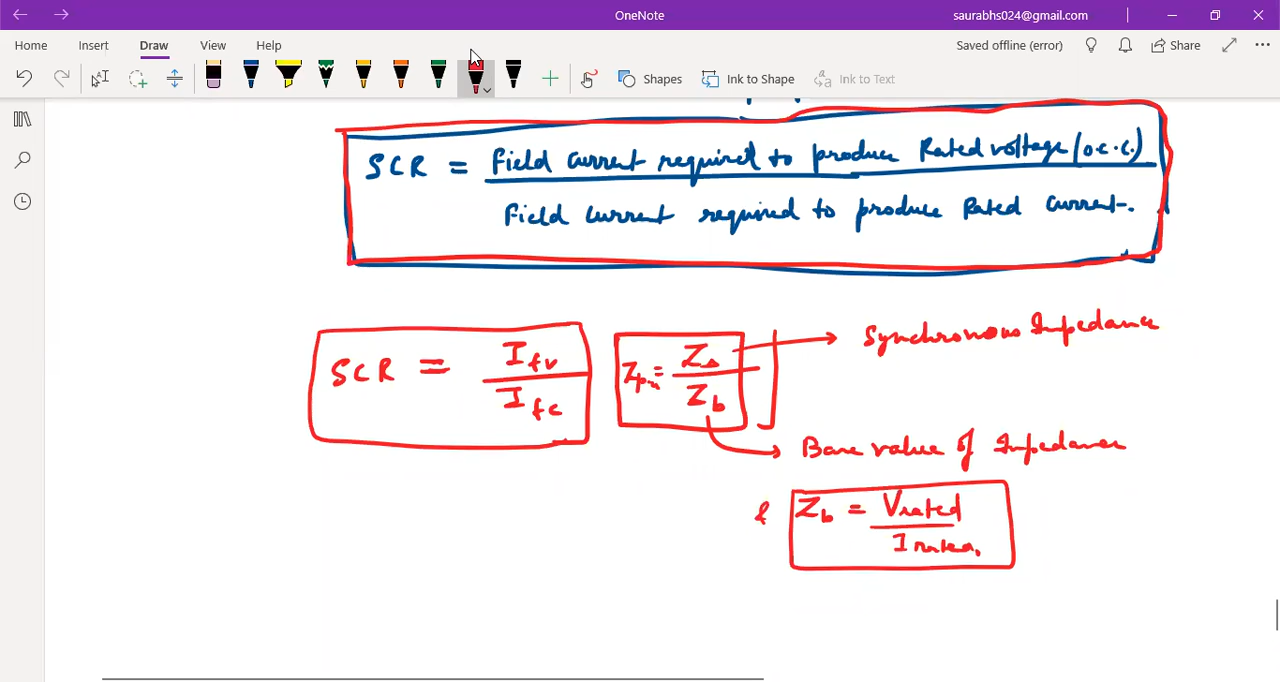 OneNote
saurabhs024@gmail.com
Home Insert Draw View Help
Saved offline (error)
Share
Shapes
Ink to Shape
Ink to Text
SCR = Field current required to produce Rated voltage (o.c.c.)
Field current required to produce Rated current.
SCR = Ifv
Ifc
Zs
Zb
Synchronous Impedance
Base value of Impedance
& Zb = Vrated
Irated.